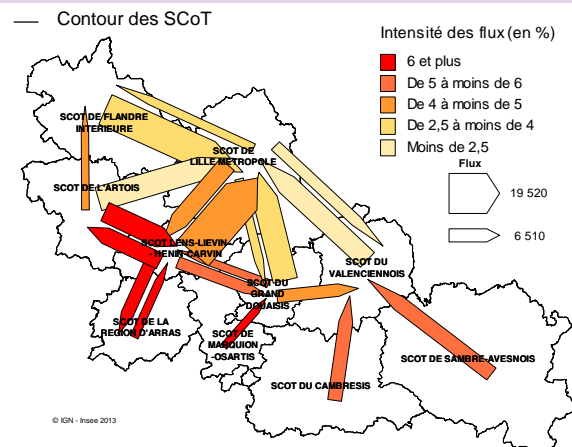 Contour des SCoT
Intensité des flux (en %)
6 et plus
De 5 à moins de 6
De 4 à moins de 5
De 2,5 à moins de 4
Moins de 2,5
Flux
19 520
6 510
SCOT DE FLANDRE
INTERIEURE
SCOT DE
LILLE METROPOLE
SCOT DE L'ARTOIS
SCOT LENS-LIEVIN-
- HENIN CARVIN
SCOT DU
VALENCIENNOIS
SCOT DU
GRAND
DOUAISIS
SCOT DE LA
REGION D'ARRAS
SCOT DE
MARQUION
-OSARTIS
SCOT DE SAMBRE-AVESNOIS
SCOT DU CAMBRESIS
© IGN - Insee 2013